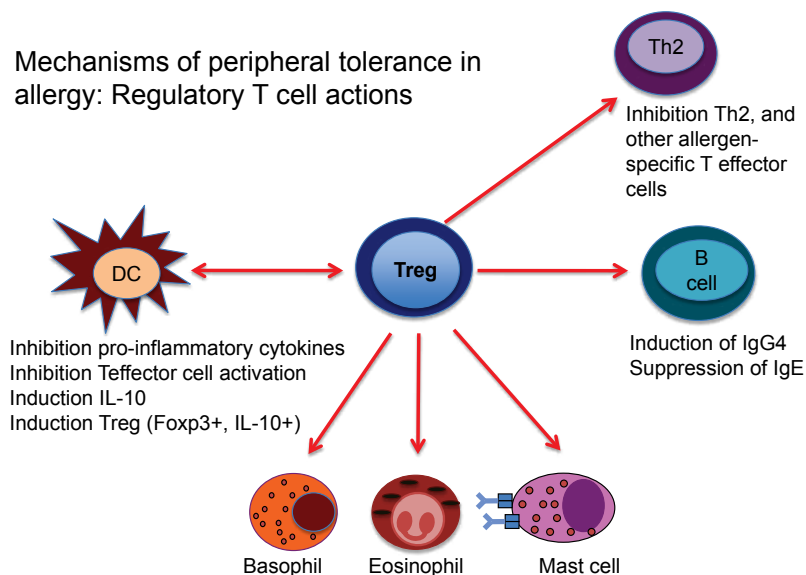 Mechanisms of peripheral tolerance in
allergy: Regulatory T cell actions
Th2
Inhibition Th2, and
other allergen-
specific T effector
cells
DC
Treg
B
cell
Inhibition pro-inflammatory cytokines
Inhibition Teffector cell activation
Induction IL-10
Induction Treg (Foxp3+, IL-10+)
Induction of IgG4
Suppression of IgE
Basophil
Eosinophil
Mast cell